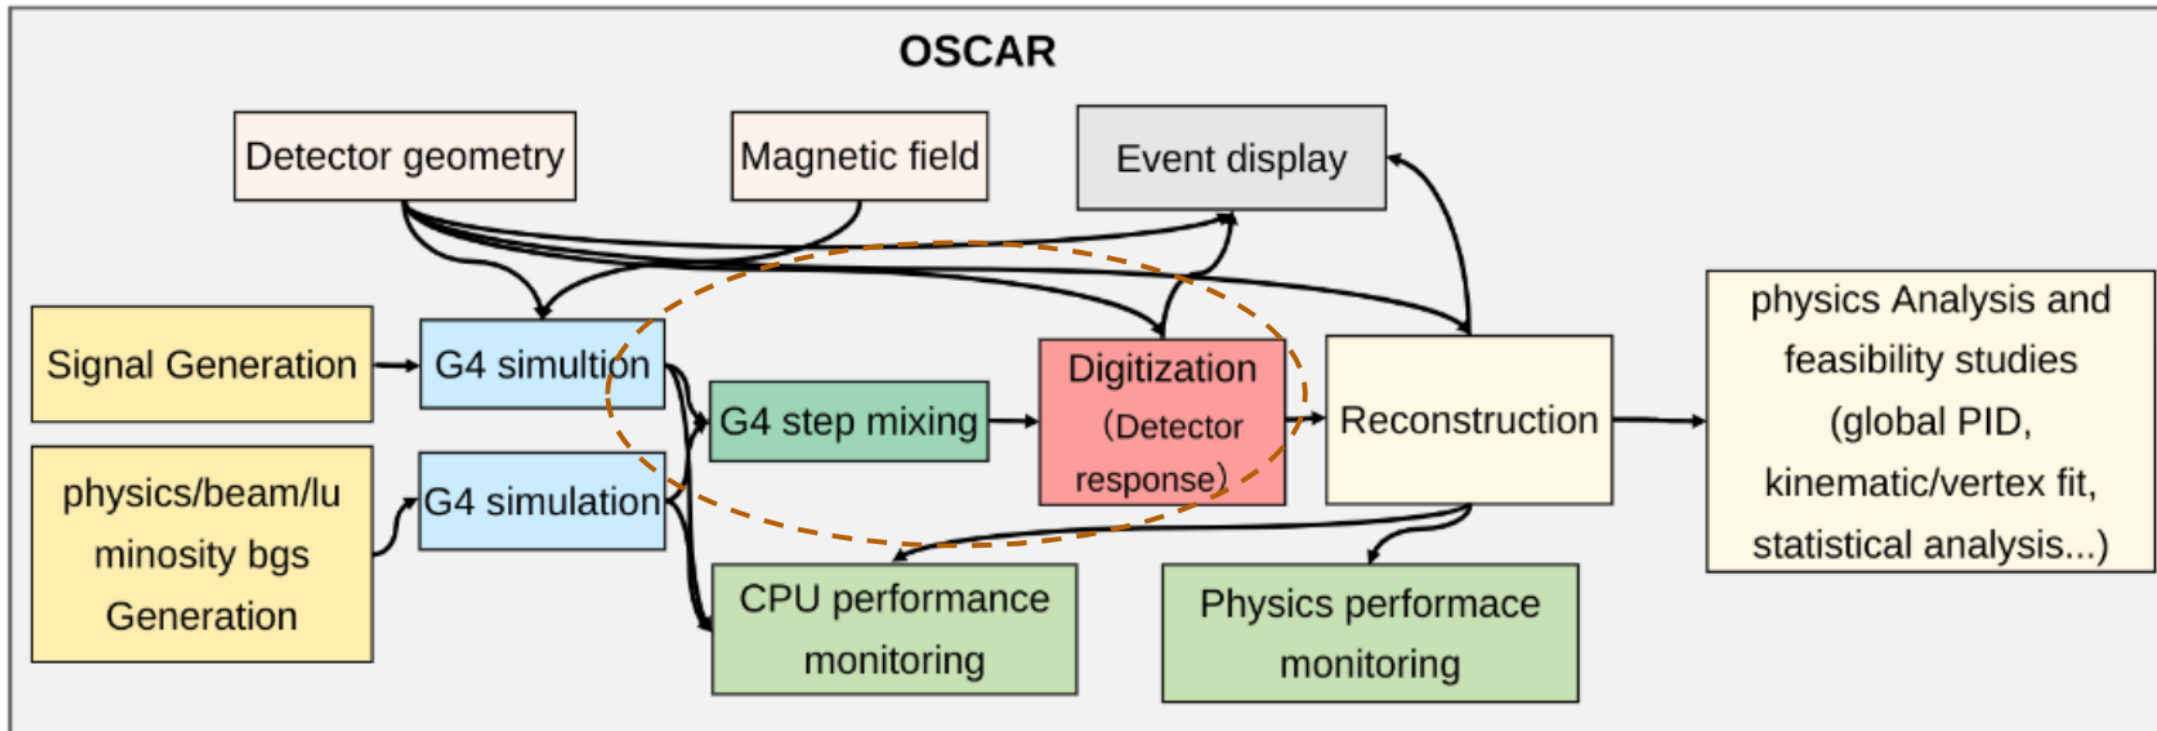 OSCAR
Detector geometry
Magnetic field
Event display
Signal Generation
G4 simultion
physics/beam/lu
minosity bgs
Generation
G4 simulation
G4 step mixing
Digitization
（Detector
response）
Reconstruction
physics Analysis and
feasibility studies
(global PID,
kinematic/vertex fit,
statistical analysis...)
CPU performance
monitoring
Physics performace
monitoring